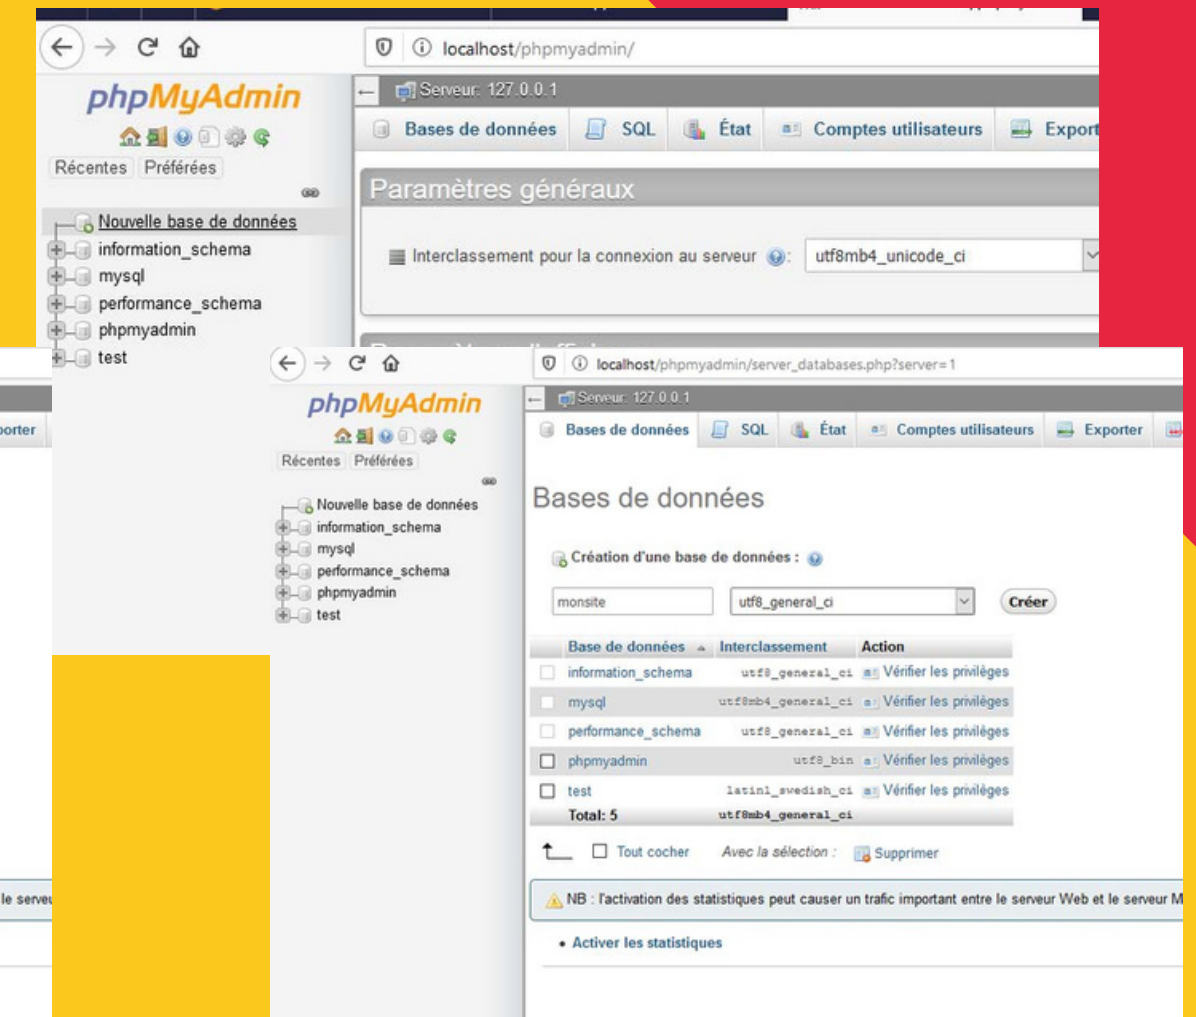 localhost/phpmyadmin/
phpMyAdmin
Récentes Préférées
Nouvelle base de données
information_schema
mysql
performance_schema
phpmyadmin
test
Serveur: 127.0.0.1
Bases de données SQL État Comptes utilisateurs Export
Paramètres généraux
Interclassement pour la connexion au serveur : utf8mb4_unicode_ci
orter
le serveu
localhost/phpmyadmin/server_databases.php?server=1
phpMyAdmin
Récentes Préférées
Nouvelle base de données
information_schema
mysql
performance_schema
phpmyadmin
test
Serveur: 127.0.0.1
Bases de données SQL État Comptes utilisateurs Exporter
Bases de données
Création d'une base de données :
monsite utf8_general_ci Créer
Base de données Interclassement Action
information_schema utf8_general_ci Vérifier les privilèges
mysql utf8mb4_general_ci Vérifier les privilèges
performance_schema utf8_general_ci Vérifier les privilèges
phpmyadmin utf8_bin Vérifier les privilèges
test latin1_swedish_ci Vérifier les privilèges
Total: 5 utf8mb4_general_ci
Tout cocher Avec la sélection : Supprimer
NB : l'activation des statistiques peut causer un trafic important entre le serveur Web et le serveur M
• Activer les statistiques